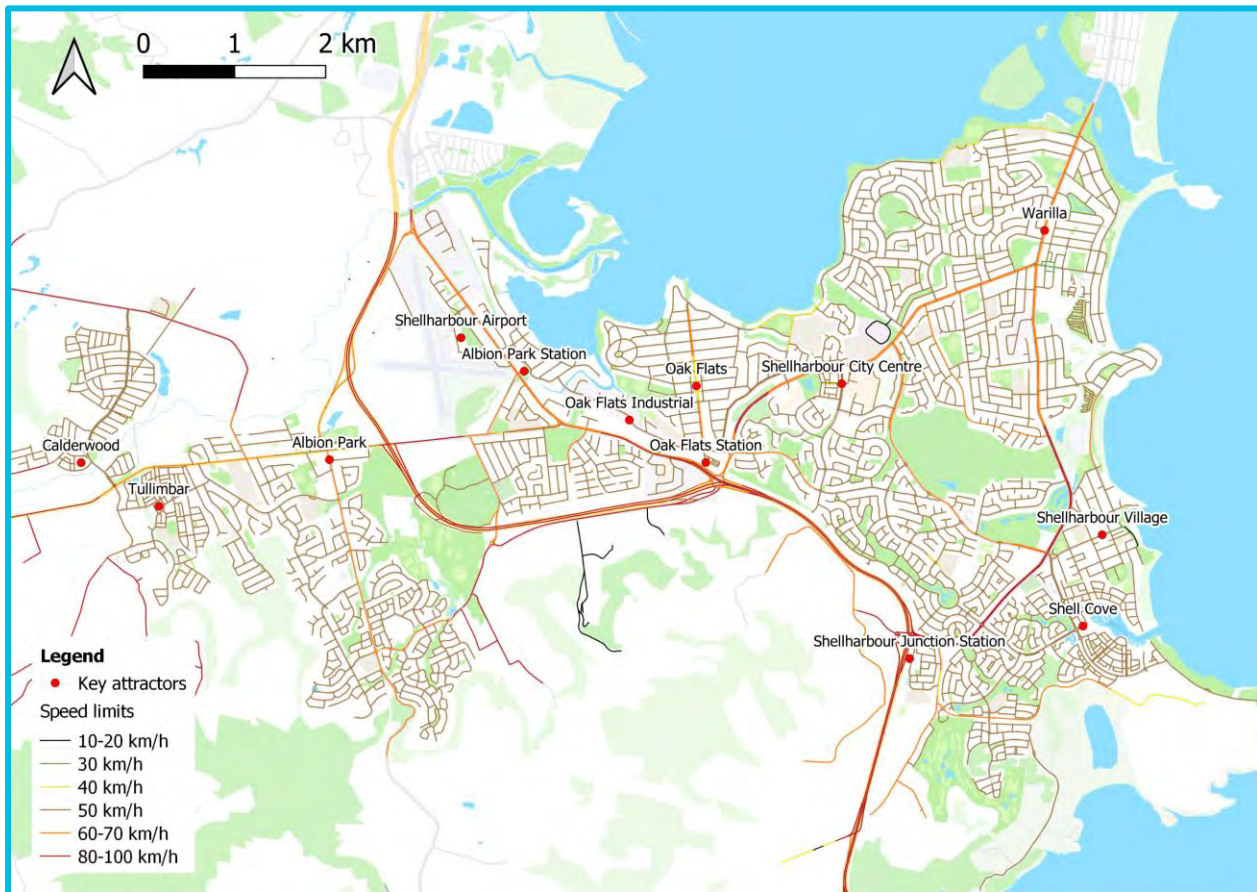 0 1 2 km
Warilla
Shellharbour Airport
Albion Park Station
Oak Flats
Shellharbour City Centre
Oak Flats Industrial
Albion Park
Calderwood
Oak Flats Station
Tullimbar
Shellharbour Village
Shell Cove
Shellharbour Junction Station
Legend
Key attractors
Speed limits
10-20 km/h
30 km/h
40 km/h
50 km/h
60-70 km/h
80-100 km/h